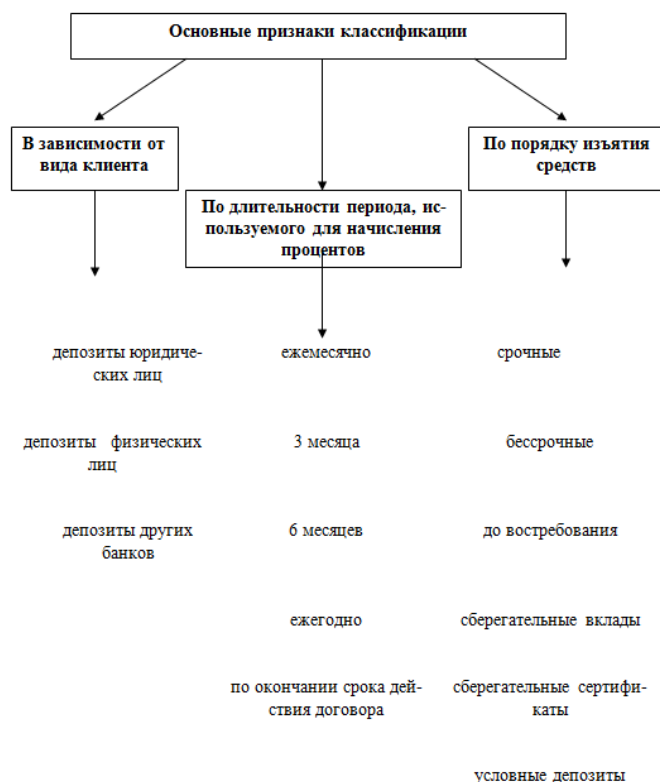 Основные признаки классификации
В зависимости от
вида клиента
По длительности периода, ис-
пользуемого для начисления
процентов
По порядку изъятия
средств
депозиты юридиче-
ских лиц
депозиты физических
лиц
депозиты других
банков
ежемесячно
3 месяца
6 месяцев
ежегодно
по окончании срока дей-
ствия договора
срочные
бессрочные
до востребования
сберегательные вклады
сберегательные сертифи-
каты
условные депозиты